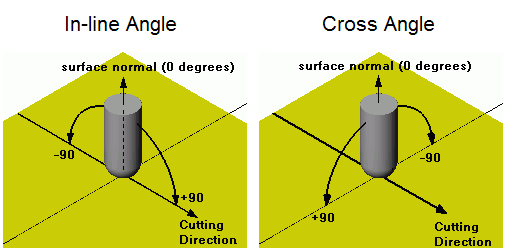 In-line Angle
surface normal (0 degrees)
–90
+90
Cutting
Direction
Cross Angle
surface normal (0 degrees)
–90
+90
Cutting
Direction